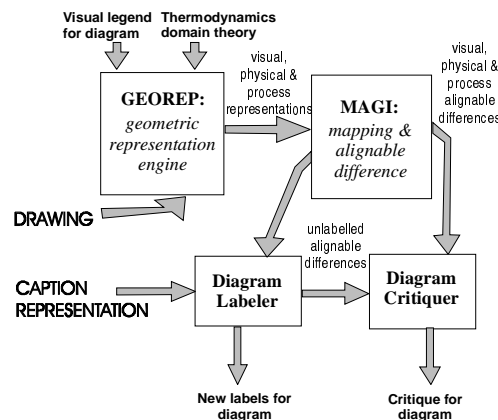 Visual legend
for diagram
Thermodynamics
domain theory
GEOREP:
geometric
representation
engine
visual,
physical &
process
representations
MAGI:
mapping &
alignable
difference
visual,
physical &
process
alignable
differences
DRAWING
unlabelled
alignable
differences
CAPTION
REPRESENTATION
Diagram
Labeler
Diagram
Critiquer
New labels for
diagram
Critique for
diagram